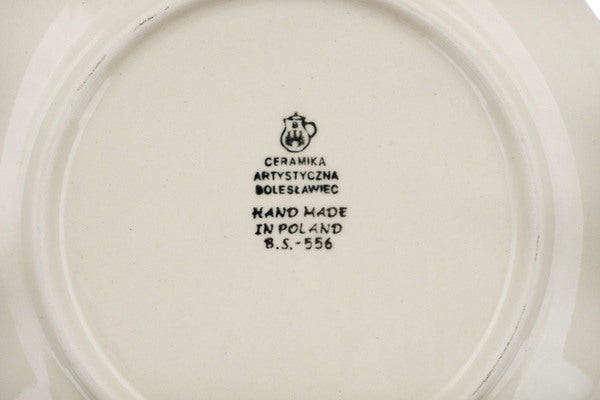 B
CERAMIKA
ARTYSTYCZNA
BOLESŁAWIEC
HAND MADE
IN POLAND
B.S.-556